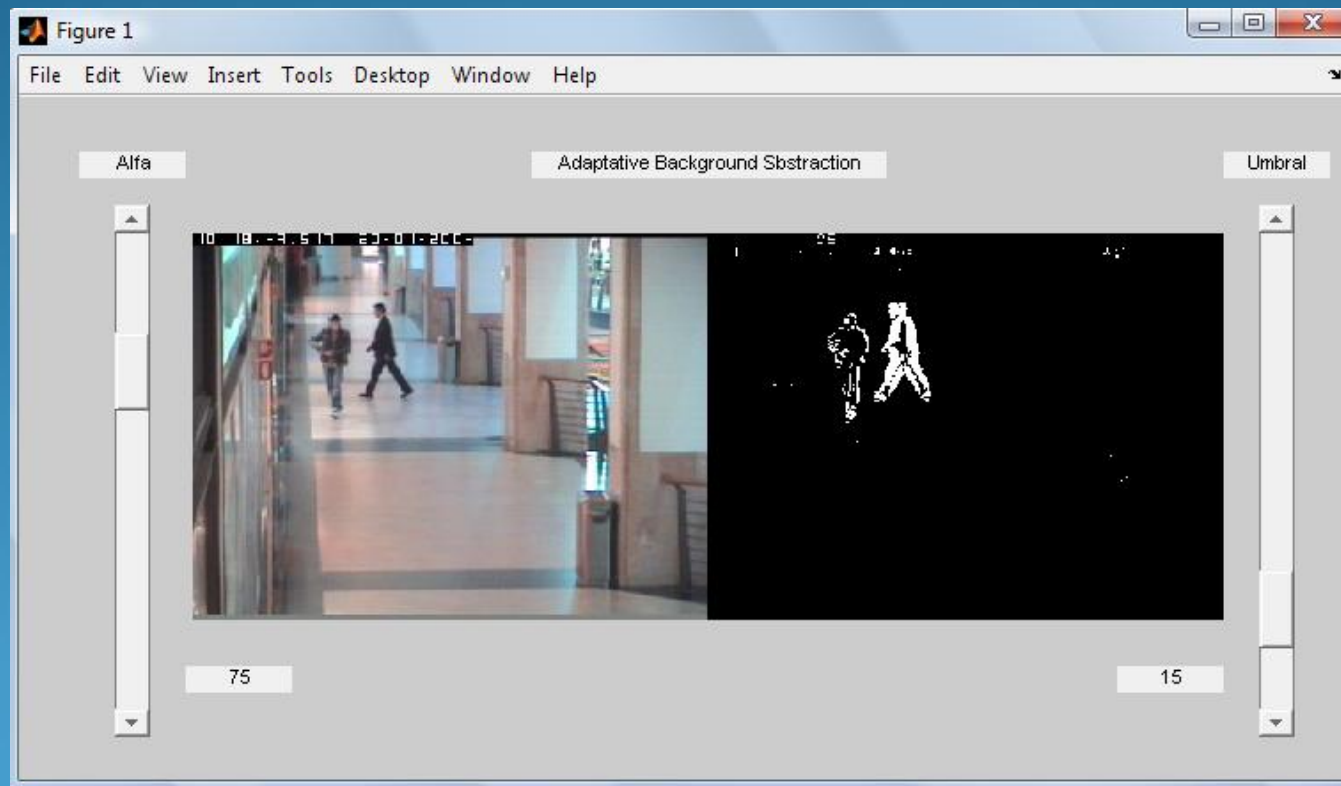 Figure 1
File Edit View Insert Tools Desktop Window Help
Alfa
Adaptative Background Sbstraction
Umbral
75
15